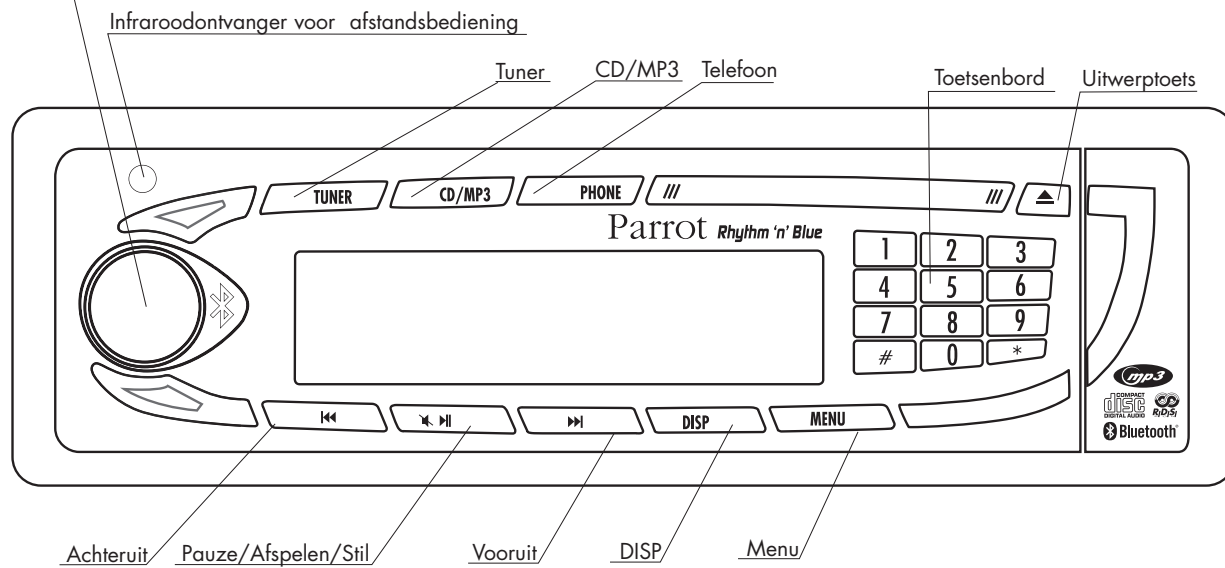 Infraroodontvanger voor afstandsbediening
Tuner
CD/MP3
Telefoon
Toetsenbord
Uitwerptoets
TUNER
CD/MP3
PHONE
Parrot Rhythm 'n' Blue
1 2 3
4 5 6
7 8 9
# 0 *
mp3
COMPACT
disc
DIGITAL AUDIO
R.D.S.
Bluetooth®
DISP
MENU
Achteruit
Pauze/Afspelen/Stil
Vooruit
DISP
Menu